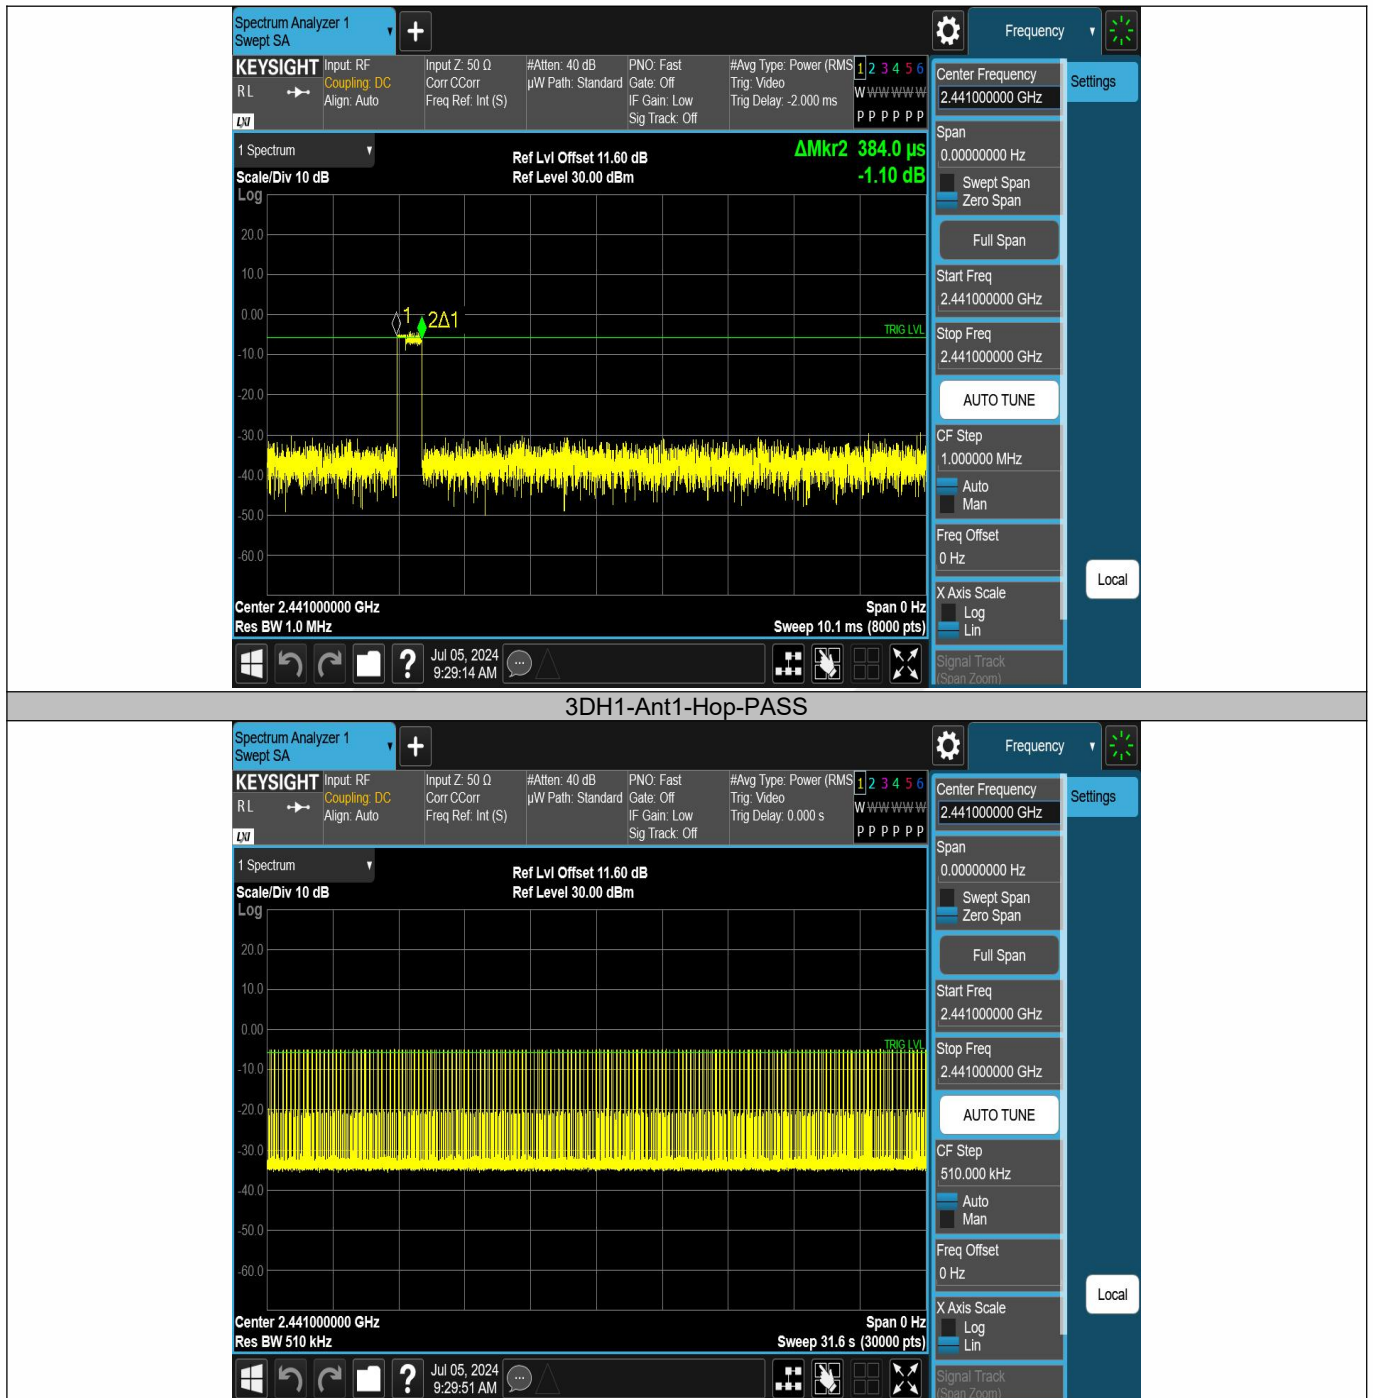 Spectrum Analyzer 1
Swept SA
+
Frequency
KEYSIGHT
R L
LXI
Input: RF
Coupling: DC
Align: Auto
Input Z: 50 Ω
Corr CCorr
Freq Ref: Int (S)
#Atten: 40 dB
µW Path: Standard
PNO: Fast
Gate: Off
IF Gain: Low
Sig Track: Off
#Avg Type: Power (RMS
Trig: Video
Trig Delay: -2.000 ms
1 2 3 4 5 6
W W W W W W
P P P P P P
Center Frequency
2.441000000 GHz
Settings
1 Spectrum
Scale/Div 10 dB
Log
Ref Lvl Offset 11.60 dB
Ref Level 30.00 dBm
ΔMkr2 384.0 µs
-1.10 dB
Span
0.00000000 Hz
Swept Span
Zero Span
Full Span
Start Freq
2.441000000 GHz
Stop Freq
2.441000000 GHz
AUTO TUNE
CF Step
1.000000 MHz
Auto
Man
Freq Offset
0 Hz
X Axis Scale
Log
Lin
Signal Track
(Span Zoom)
Local
20.0
10.0
0.00
-10.0
-20.0
-30.0
-40.0
-50.0
-60.0
1
2Δ1
TRIG LVL
Center 2.441000000 GHz
Res BW 1.0 MHz
Span 0 Hz
Sweep 10.1 ms (8000 pts)
?
Jul 05, 2024
9:29:14 AM
3DH1-Ant1-Hop-PASS
Spectrum Analyzer 1
Swept SA
+
Frequency
KEYSIGHT
R L
LXI
Input: RF
Coupling: DC
Align: Auto
Input Z: 50 Ω
Corr CCorr
Freq Ref: Int (S)
#Atten: 40 dB
µW Path: Standard
PNO: Fast
Gate: Off
IF Gain: Low
Sig Track: Off
#Avg Type: Power (RMS
Trig: Video
Trig Delay: 0.000 s
1 2 3 4 5 6
W W W W W W
P P P P P P
Center Frequency
2.441000000 GHz
Settings
1 Spectrum
Scale/Div 10 dB
Log
Ref Lvl Offset 11.60 dB
Ref Level 30.00 dBm
Span
0.00000000 Hz
Swept Span
Zero Span
Full Span
Start Freq
2.441000000 GHz
Stop Freq
2.441000000 GHz
AUTO TUNE
CF Step
510.000 kHz
Auto
Man
Freq Offset
0 Hz
X Axis Scale
Log
Lin
Signal Track
(Span Zoom)
Local
20.0
10.0
0.00
-10.0
-20.0
-30.0
-40.0
-50.0
-60.0
TRIG LVL
Center 2.441000000 GHz
Res BW 510 kHz
Span 0 Hz
Sweep 31.6 s (30000 pts)
?
Jul 05, 2024
9:29:51 AM